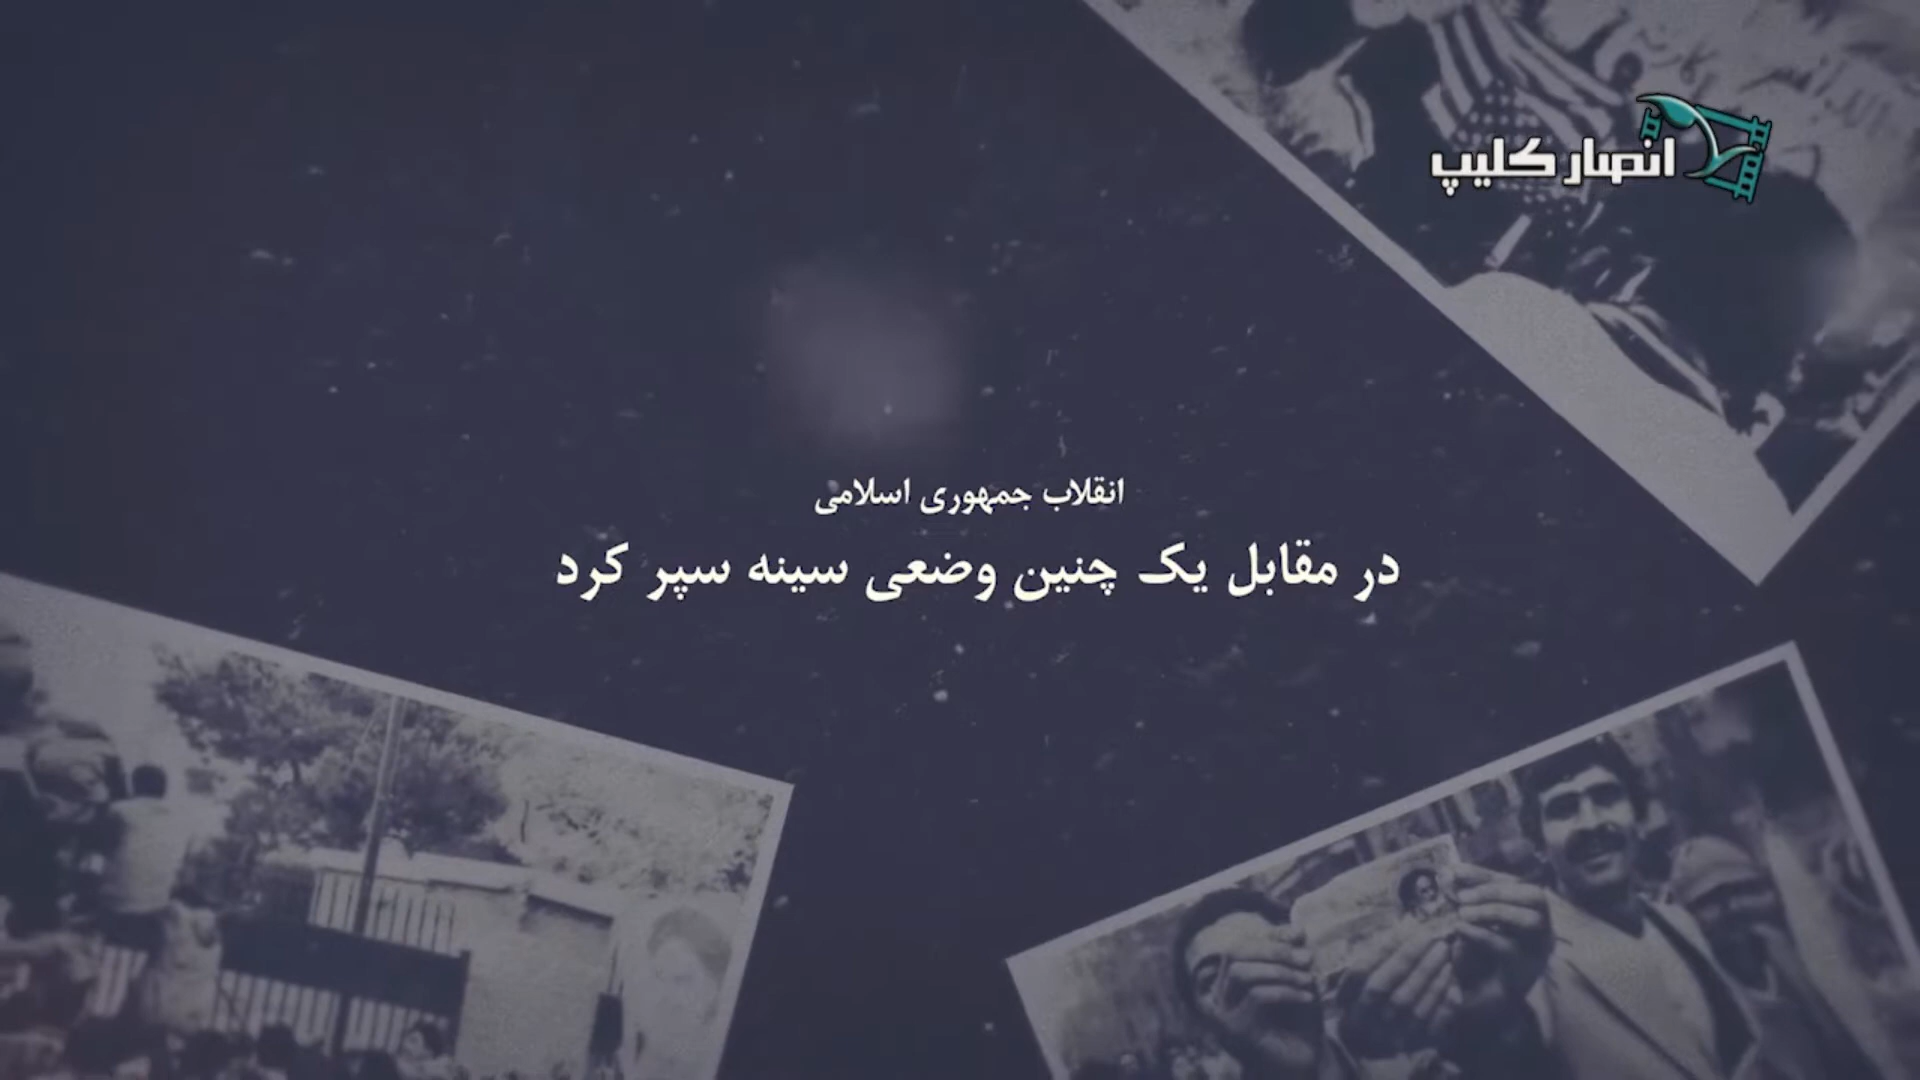 انصار کلیپ
انقلاب جمهوری اسلامی
در مقابل یک چنین وضعی سینه سپر کرد